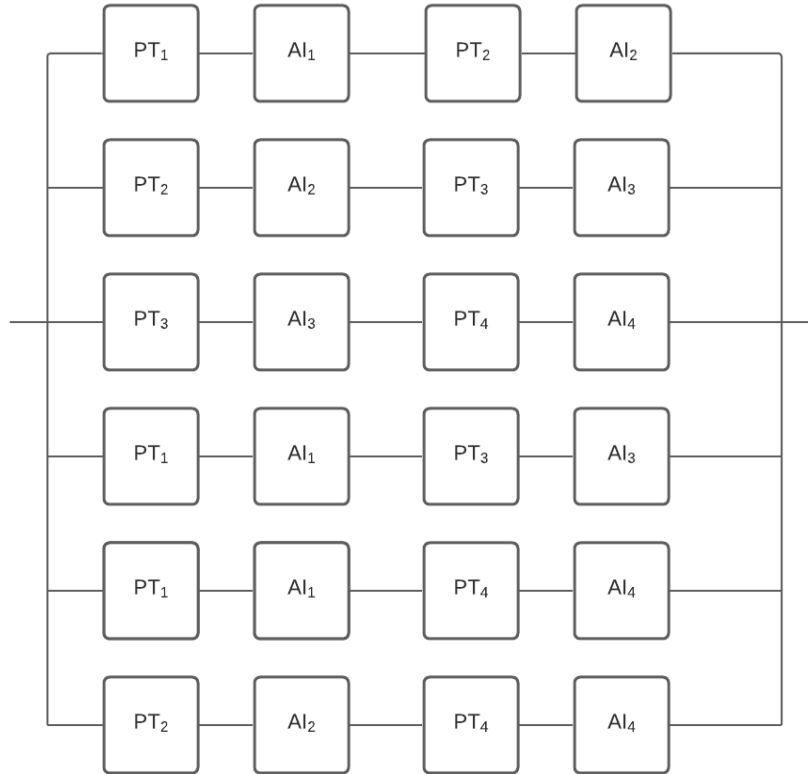 PT₁ AI₁ PT₂ AI₂
PT₂ AI₂ PT₃ AI₃
PT₃ AI₃ PT₄ AI₄
PT₁ AI₁ PT₃ AI₃
PT₁ AI₁ PT₄ AI₄
PT₂ AI₂ PT₄ AI₄